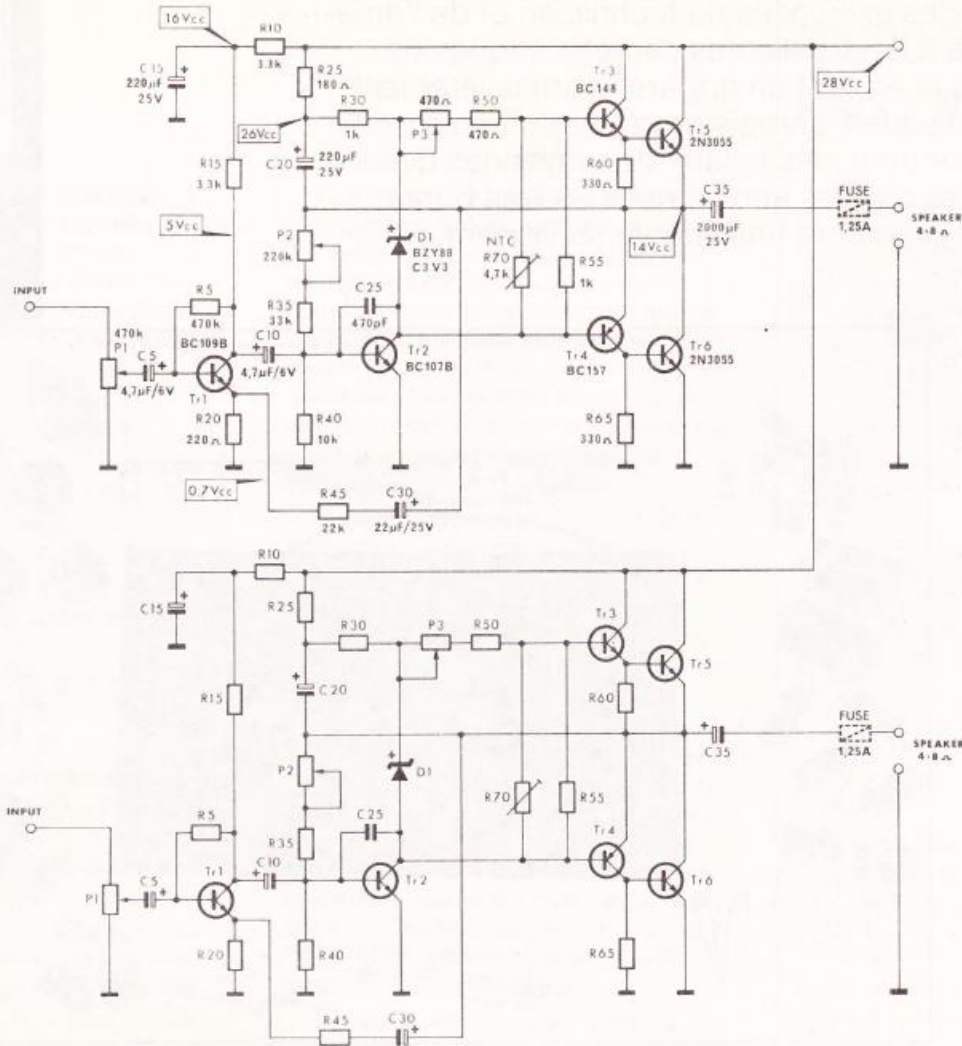 16Vcc
R10
3.3k
C15
220µF
25V
R25
180Ω
Tr3
BC148
28Vcc
R30
1k
470Ω
P3
R50
470Ω
26Vcc
C20
220µF
25V
Tr5
2N3055
R60
330Ω
R15
3.3k
C35
2000µF
25V
FUSE
1,25A
SPEAKER
4-8Ω
14Vcc
5Vcc
P2
220k
D1
BZY88
C3V3
NTC
R70
4,7k
R55
1k
INPUT
R5
470k
R35
33k
C25
470pF
470k
P1
C5
4,7µF/6V
BC109B
Tr1
C10
4,7µF/6V
Tr2
BC107B
Tr4
BC157
Tr6
2N3055
R20
220Ω
R40
10k
R65
330Ω
0,7Vcc
R45
22k
C30
22µF/25V
R10
C15
R25
R30
P3
R50
Tr3
Tr5
R15
C20
R60
FUSE
1,25A
C35
SPEAKER
4-8Ω
P2
D1
R70
R55
INPUT
R5
R35
C25
Tr4
P1
C5
Tr1
C10
Tr2
Tr6
R20
R40
R65
R45
C30